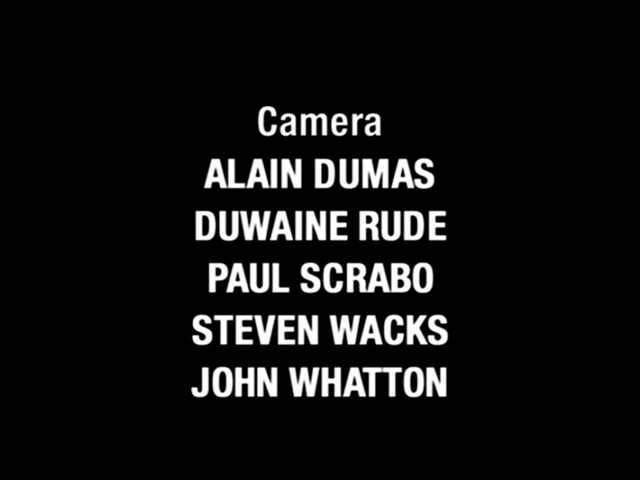 Camera
ALAIN DUMAS
DUWAINE RUDE
PAUL SCRABO
STEVEN WACKS
JOHN WHATTON